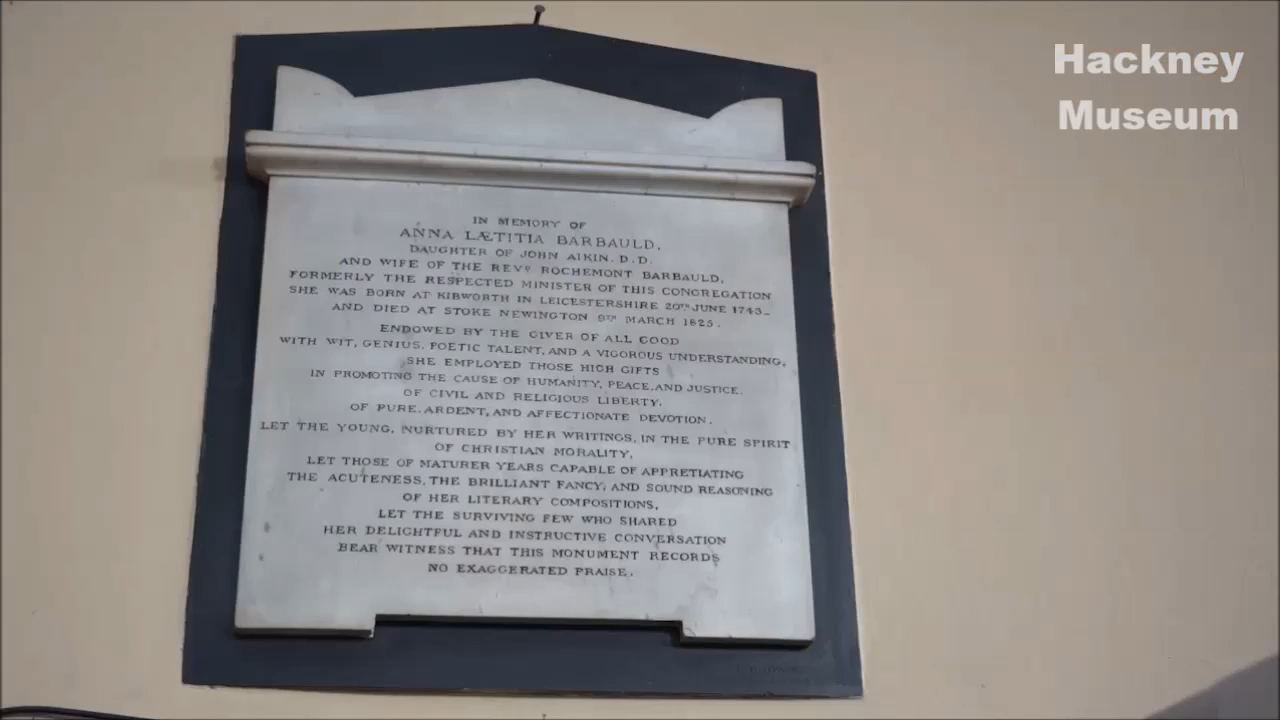 Hackney
Museum
IN MEMORY OF
ANNA LÆTITIA BARBAULD,
DAUGHTER OF JOHN AIKIN. D.D.
AND WIFE OF THE REVD ROCHEMONT BARBAULD,
FORMERLY THE RESPECTED MINISTER OF THIS CONGREGATION
SHE WAS BORN AT KIBWORTH IN LEICESTERSHIRE 20TH JUNE 1743_
AND DIED AT STOKE NEWINGTON 9TH MARCH 1825.
ENDOWED BY THE GIVER OF ALL GOOD
WITH WIT, GENIUS, POETIC TALENT, AND A VIGOROUS UNDERSTANDING,
SHE EMPLOYED THOSE HIGH GIFTS
IN PROMOTING THE CAUSE OF HUMANITY, PEACE, AND JUSTICE,
OF CIVIL AND RELIGIOUS LIBERTY,
OF PURE, ARDENT, AND AFFECTIONATE DEVOTION.
LET THE YOUNG, NURTURED BY HER WRITINGS, IN THE PURE SPIRIT
OF CHRISTIAN MORALITY,
LET THOSE OF MATURER YEARS CAPABLE OF APPRETIATING
THE ACUTENESS, THE BRILLIANT FANCY, AND SOUND REASONING
OF HER LITERARY COMPOSITIONS,
LET THE SURVIVING FEW WHO SHARED
HER DELIGHTFUL AND INSTRUCTIVE CONVERSATION
BEAR WITNESS THAT THIS MONUMENT RECORDS
NO EXAGGERATED PRAISE.